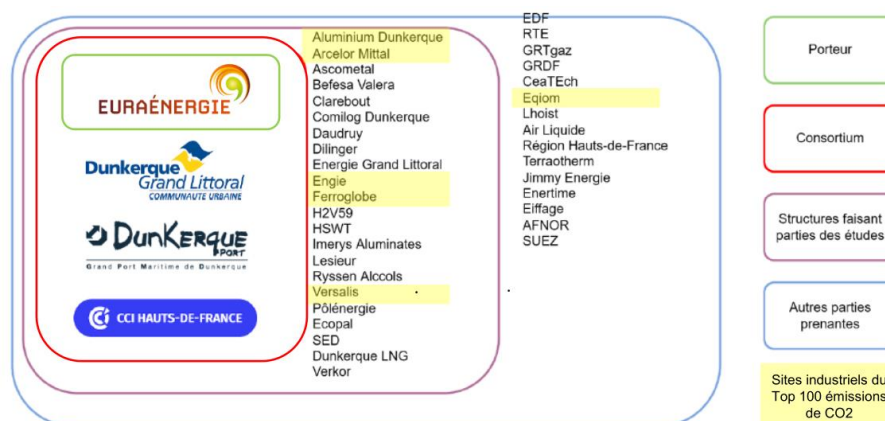 EURAÉNERGIE
Dunkerque
Grand Littoral
COMMUNAUTE URBAINE
DUNKERQUE
PORT
Grand Port Maritime de Dunkerque
CCI HAUTS-DE-FRANCE
Aluminium Dunkerque
Arcelor Mittal
Ascometal
Befesa Valera
Clarebout
Comilog Dunkerque
Daudruy
Dilinger
Energie Grand Littoral
Engie
Ferroglobe
H2V59
HSWT
Imerys Aluminates
Lesieur
Ryssen Alccols
Versalis
Pôlénergie
Ecopal
SED
Dunkerque LNG
Verkor
EDF
RTE
GRTgaz
GRDF
CeaTEch
Eqiom
Lhoist
Air Liquide
Région Hauts-de-France
Terraotherm
Jimmy Energie
Enertime
Eiffage
AFNOR
SUEZ
Porteur
Consortium
Structures faisant
parties des études
Autres parties
prenantes
Sites industriels du
Top 100 émissions
de CO2